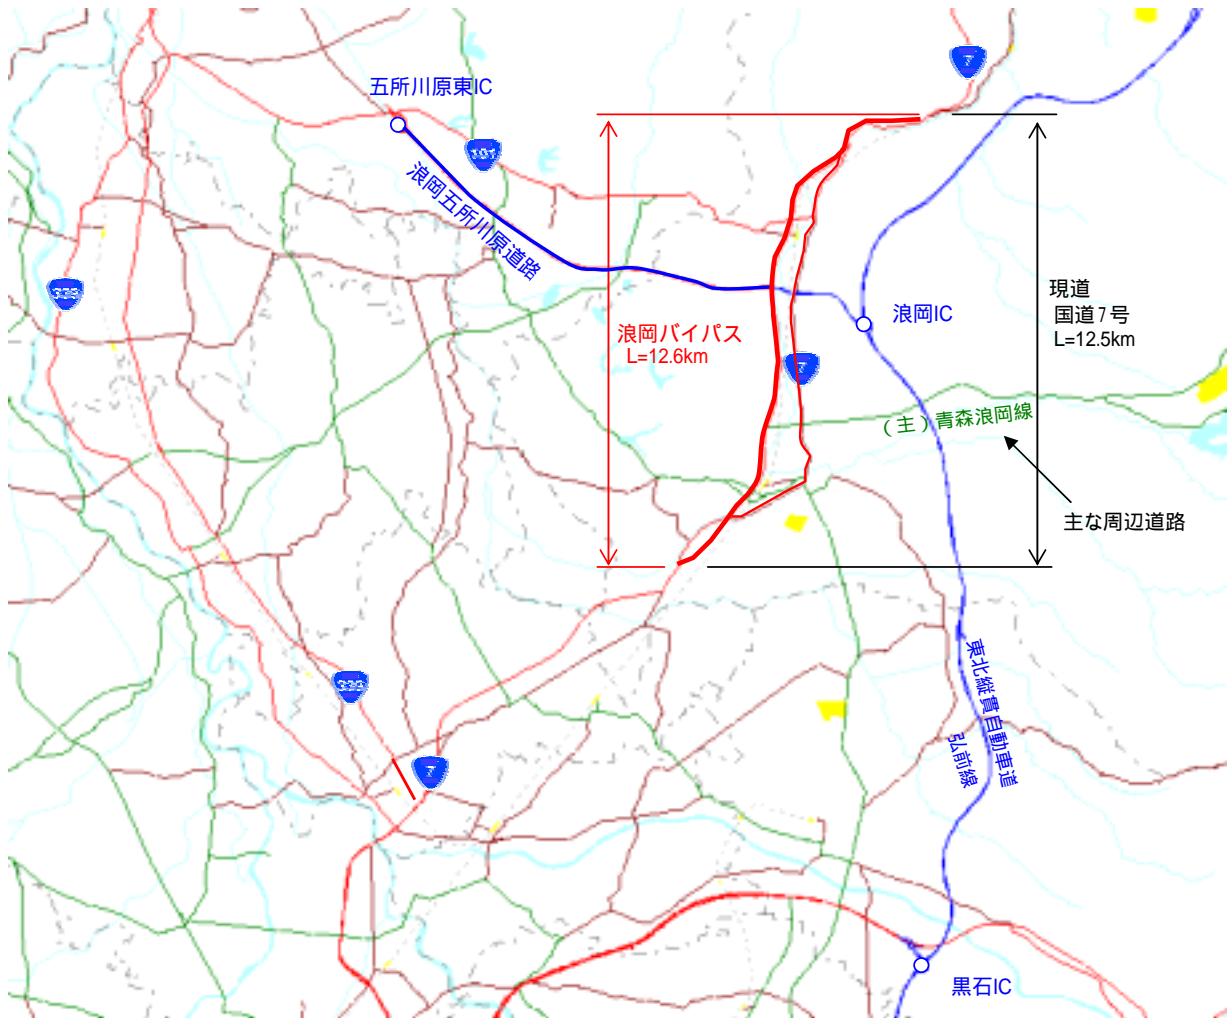 7
五所川原東IC
101
浪岡五所川原道路
339
浪岡バイパス
L=12.6km
浪岡IC
現道
国道7号
L=12.5km
7
（主）青森浪岡線
主な周辺道路
東北縦貫自動車道
弘前線
7
黒石IC